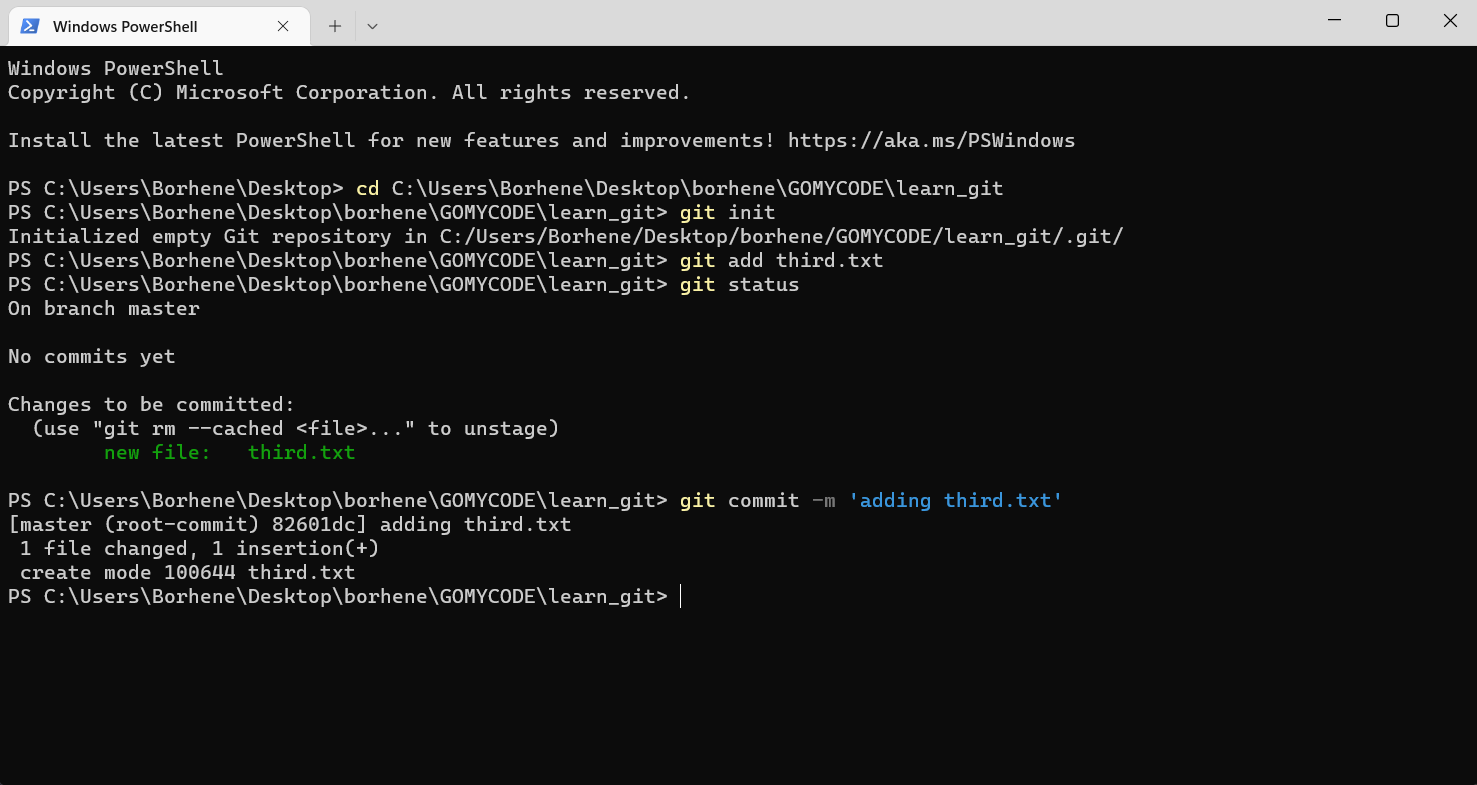 Windows PowerShell
Windows PowerShell
Copyright (C) Microsoft Corporation. All rights reserved.
Install the latest PowerShell for new features and improvements! https://aka.ms/PSWindows
PS C:\Users\Borhene\Desktop> cd C:\Users\Borhene\Desktop\borhene\GOMYCODE\learn_git
PS C:\Users\Borhene\Desktop\borhene\GOMYCODE\learn_git> git init
Initialized empty Git repository in C:/Users/Borhene/Desktop/borhene/GOMYCODE/learn_git/.git/
PS C:\Users\Borhene\Desktop\borhene\GOMYCODE\learn_git> git add third.txt
PS C:\Users\Borhene\Desktop\borhene\GOMYCODE\learn_git> git status
On branch master
No commits yet
Changes to be committed:
  (use "git rm --cached <file>..." to unstage)
        new file:   third.txt
PS C:\Users\Borhene\Desktop\borhene\GOMYCODE\learn_git> git commit -m 'adding third.txt'
[master (root-commit) 82601dc] adding third.txt
 1 file changed, 1 insertion(+)
 create mode 100644 third.txt
PS C:\Users\Borhene\Desktop\borhene\GOMYCODE\learn_git>